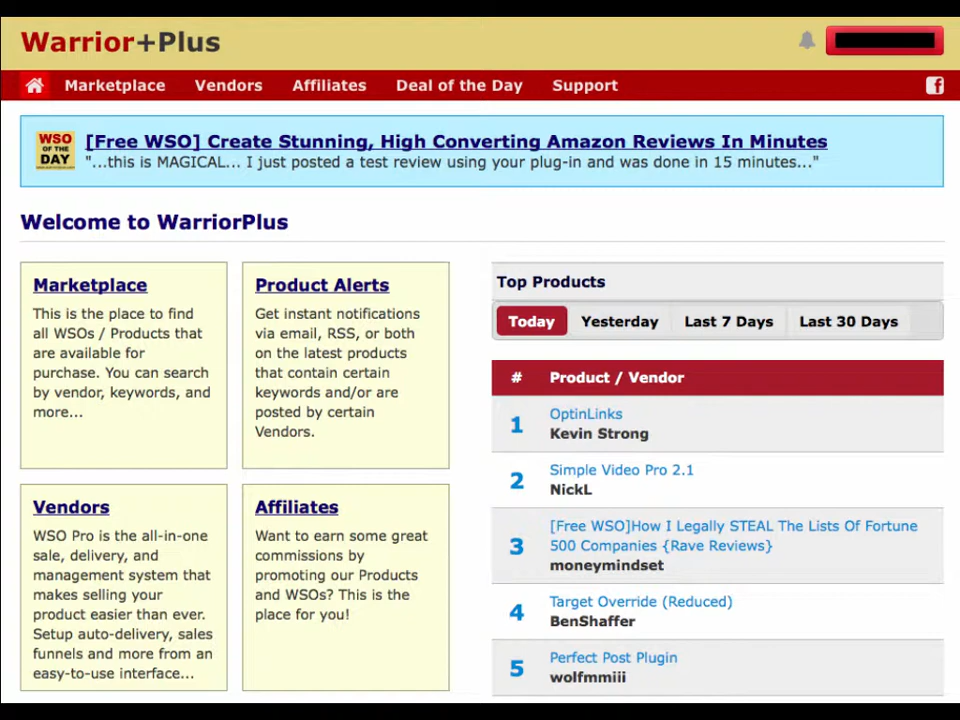 Warrior+Plus
Marketplace Vendors Affiliates Deal of the Day Support
WSO
OF THE
DAY
[Free WSO] Create Stunning, High Converting Amazon Reviews In Minutes
"...this is MAGICAL... I just posted a test review using your plug-in and was done in 15 minutes..."
Welcome to WarriorPlus
Marketplace
This is the place to find
all WSOs / Products that
are available for
purchase. You can search
by vendor, keywords, and
more...
Product Alerts
Get instant notifications
via email, RSS, or both
on the latest products
that contain certain
keywords and/or are
posted by certain
Vendors.
Vendors
WSO Pro is the all-in-one
sale, delivery, and
management system that
makes selling your
product easier than ever.
Setup auto-delivery, sales
funnels and more from an
easy-to-use interface...
Affiliates
Want to earn some great
commissions by
promoting our Products
and WSOs? This is the
place for you!
Top Products
Today Yesterday Last 7 Days Last 30 Days
# Product / Vendor
1 OptinLinks
Kevin Strong
2 Simple Video Pro 2.1
NickL
3 [Free WSO]How I Legally STEAL The Lists Of Fortune
500 Companies {Rave Reviews}
moneymindset
4 Target Override (Reduced)
BenShaffer
5 Perfect Post Plugin
wolfmmiii